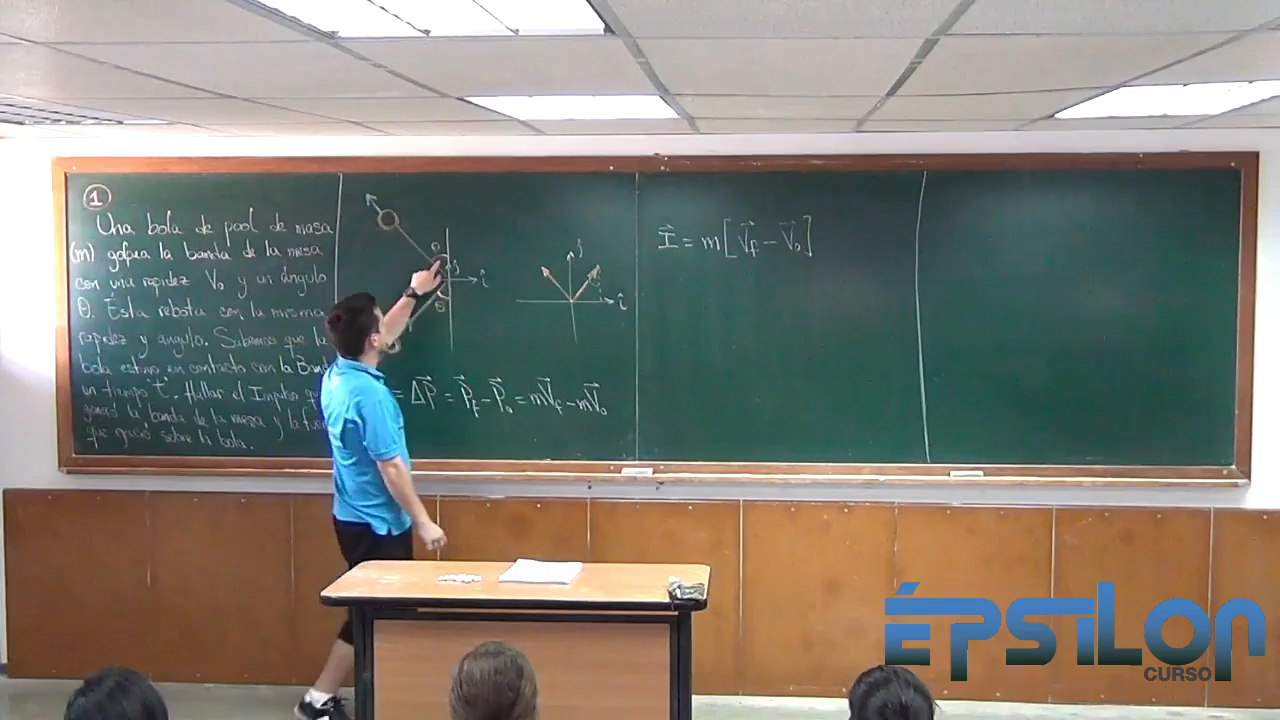 1
Una bola de pool de masa
(m) golpea la banda de la mesa
con una rapidez V₀ y un ángulo
θ. Ésta rebota con la misma
rapidez y angulo. Sabemos que la
bola estuvo en contacto con la Banda
un tiempo "t". Hallar el Impulso
generó la banda de la mesa y la
que generó sobre la bola.
θ
ĵ
î
θ
ĵ
î
= ΔP⃗ = P⃗f - P⃗₀ = mV⃗f - mV⃗₀
I⃗ = m[V⃗f - V⃗₀]
ÉPSILON
CURSO